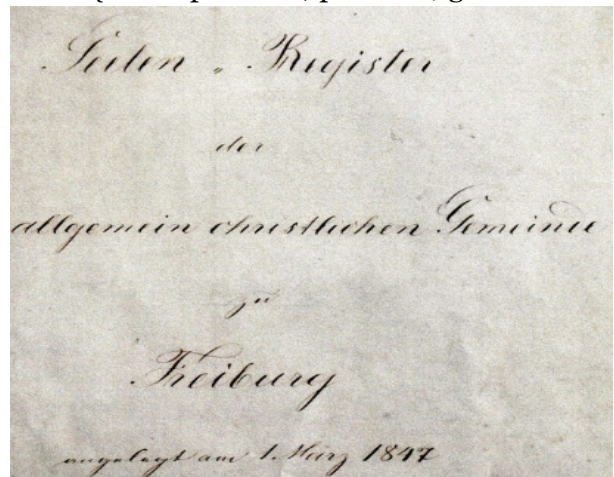 Seelen = Register
der
allgemein christlichen Gemeinde
zu
Freiburg
angelegt am 1. März 1847